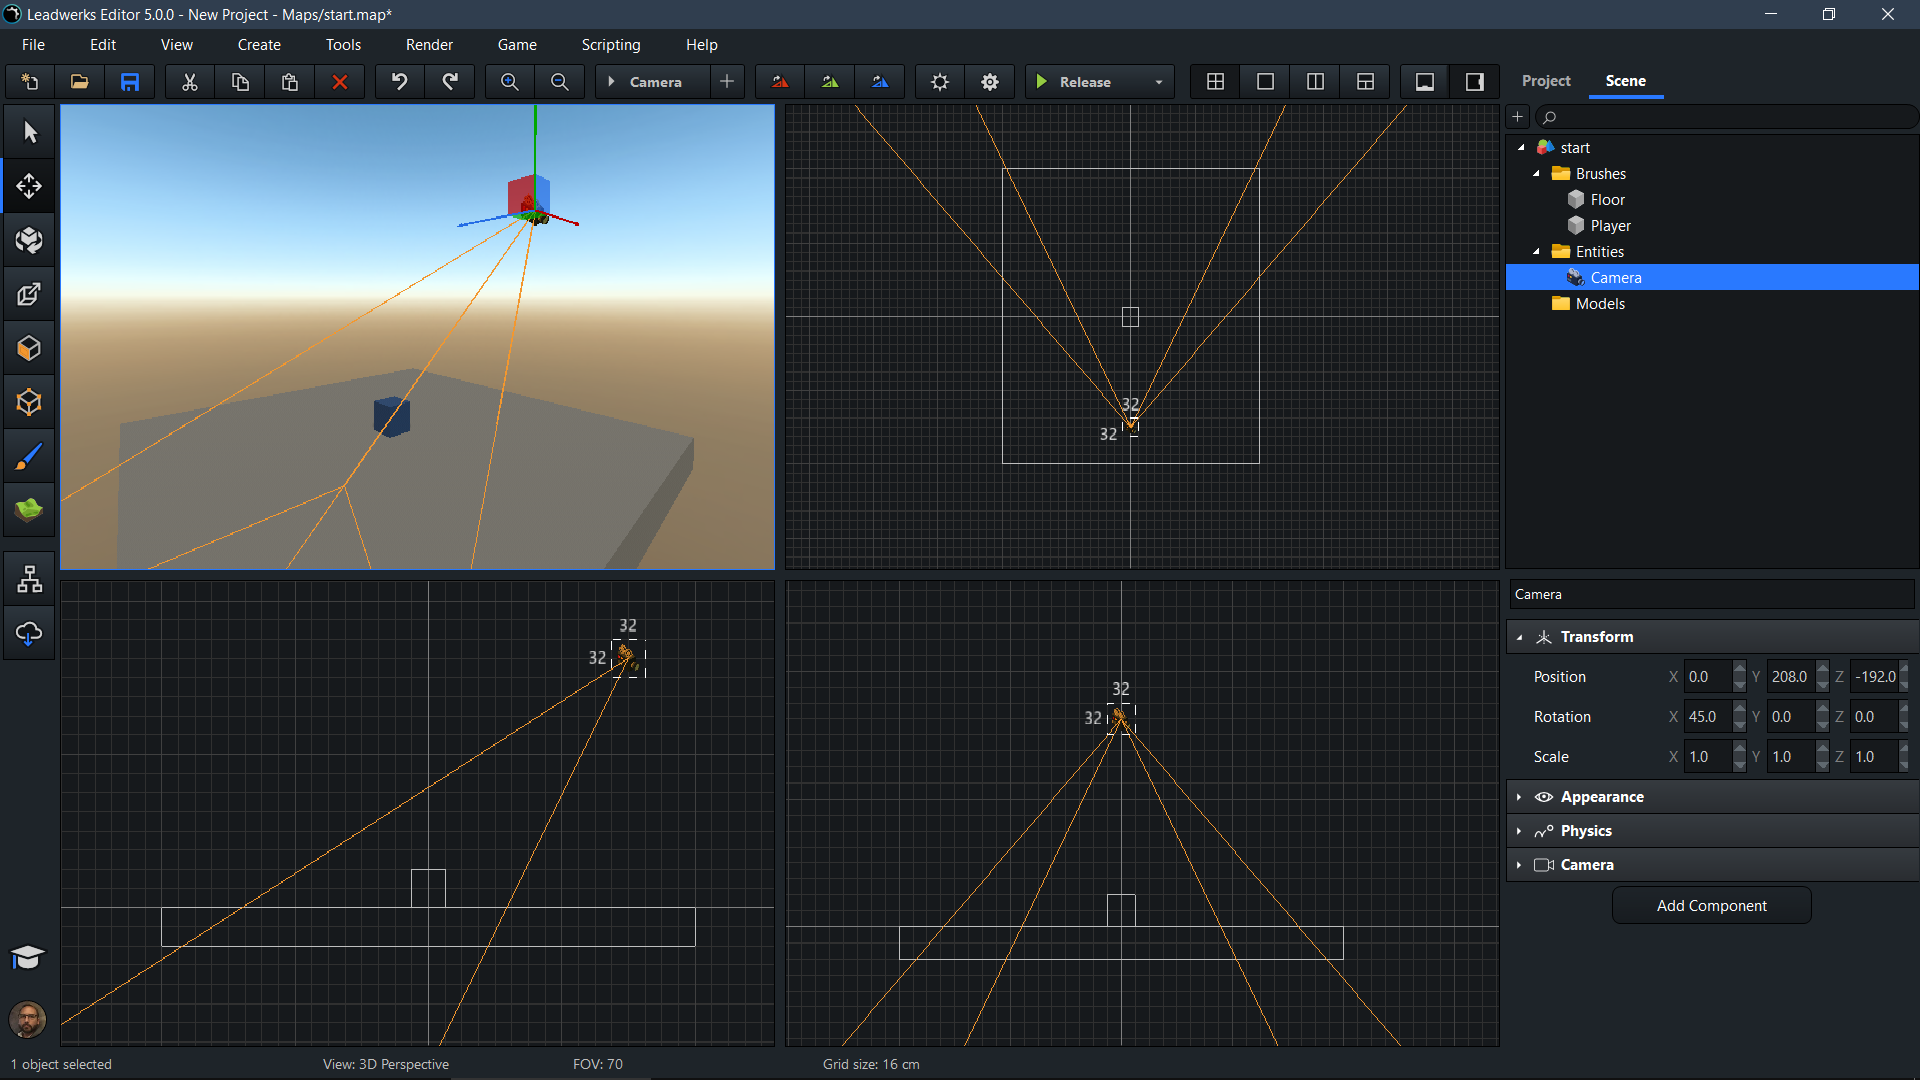 Leadwerks Editor 5.0.0 - New Project - Maps/start.map*
File Edit View Create Tools Render Game Scripting Help
Camera
Release
Project Scene
start
Brushes
Floor
Player
Entities
Camera
Models
32
32
32
32
32
32
Camera
Transform
Position X 0.0 Y 208.0 Z -192.0
Rotation X 45.0 Y 0.0 Z 0.0
Scale X 1.0 Y 1.0 Z 1.0
Appearance
Physics
Camera
Add Component
1 object selected View: 3D Perspective FOV: 70 Grid size: 16 cm